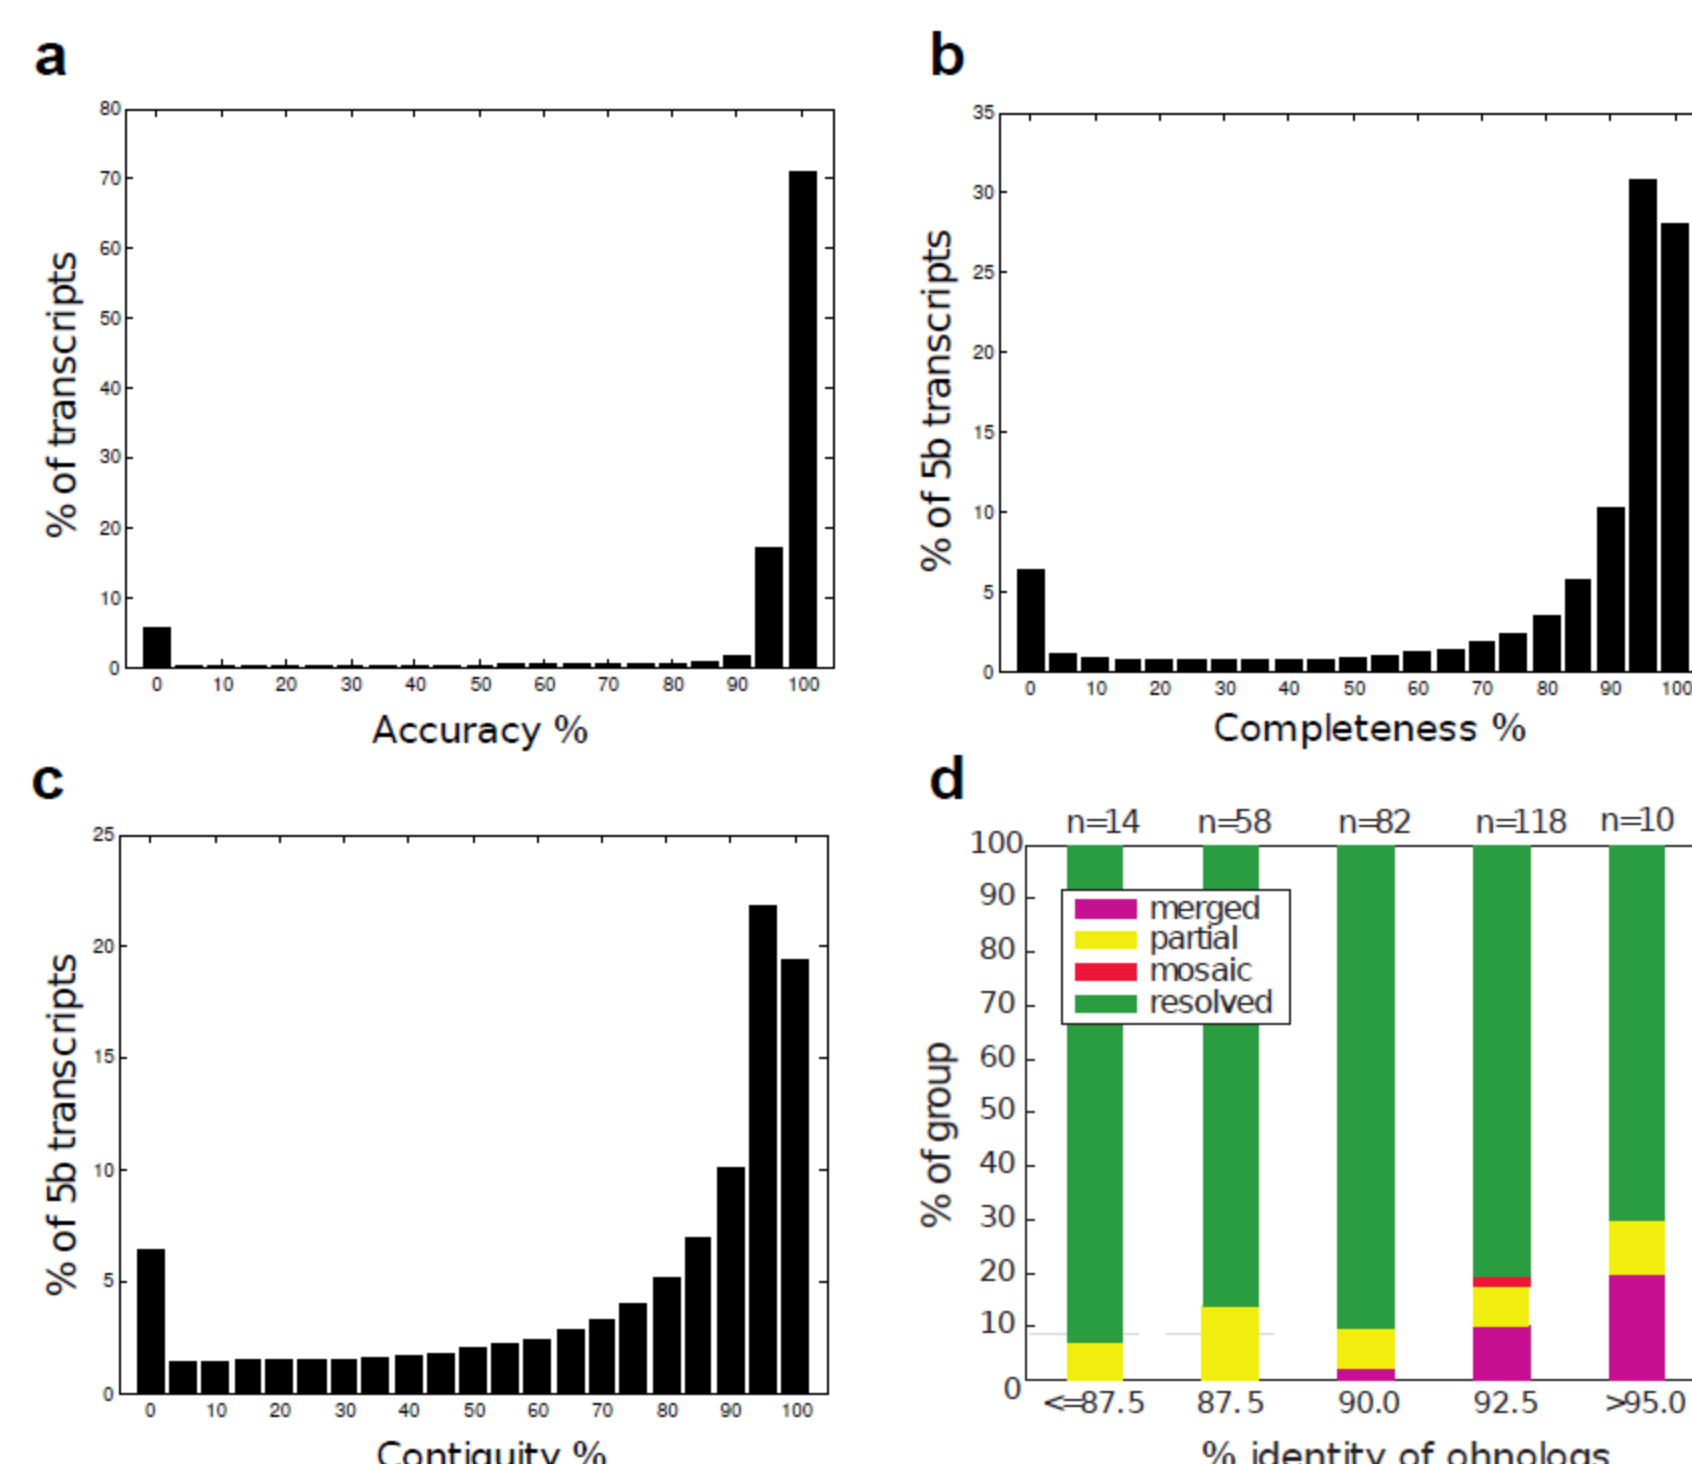 a
80
70
60
50
40
30
20
10
0
% of transcripts
0 10 20 30 40 50 60 70 80 90 100
Accuracy %
b
35
30
25
20
15
10
5
0
% of 5b transcripts
0 10 20 30 40 50 60 70 80 90 100
Completeness %
c
25
20
15
10
5
0
% of 5b transcripts
0 10 20 30 40 50 60 70 80 90 100
Contiguity %
d
n=14 n=58 n=82 n=118 n=10
100
90
80
70
60
50
40
30
20
10
0
% of group
merged
partial
mosaic
resolved
<=87.5 87.5 90.0 92.5 >95.0
% identity of ohnologs